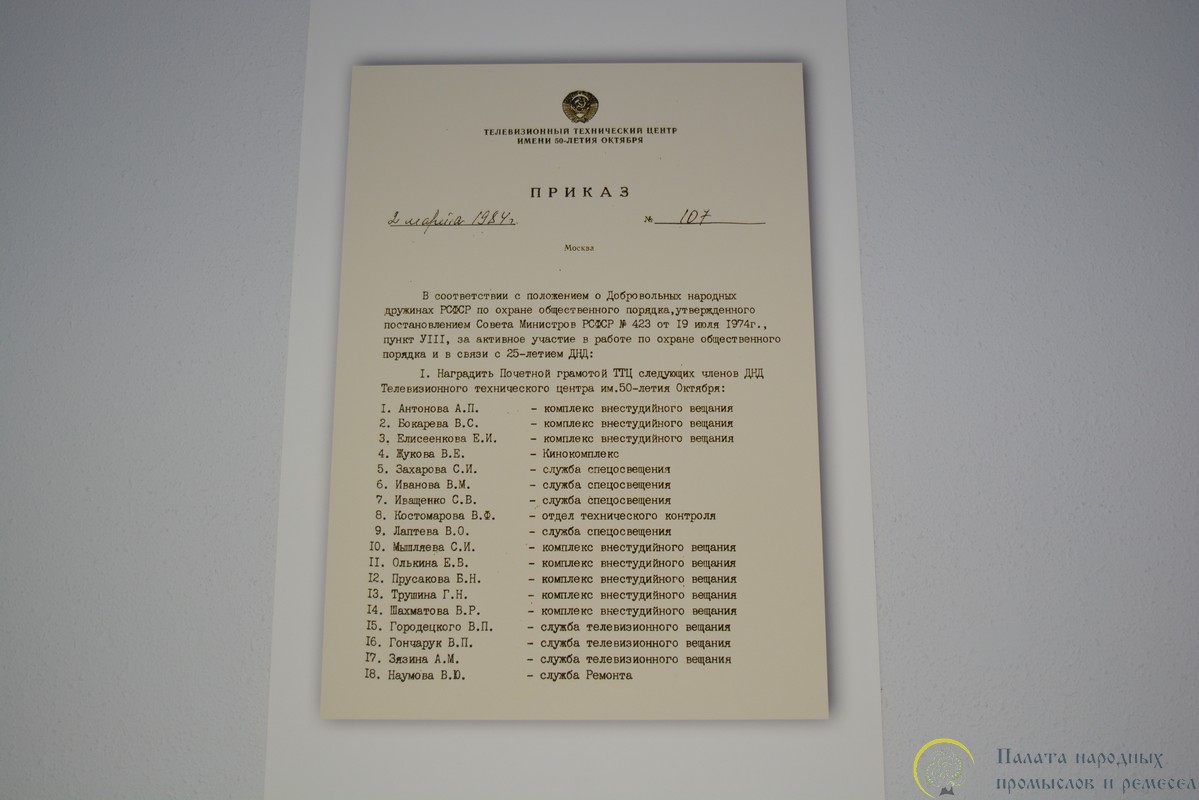 ТЕЛЕВИЗИОННЫЙ ТЕХНИЧЕСКИЙ ЦЕНТР
ИМЕНИ 50-ЛЕТИЯ ОКТЯБРЯ
ПРИКАЗ
2 марта 1984г. № 107
Москва
В соответствии с положением о Добровольных народных
дружинах РСФСР по охране общественного порядка,утвержденного
постановлением Совета Министров РСФСР № 423 от 19 июля 1974г.,
пункт УIII, за активное участие в работе по охране общественного
порядка и в связи с 25-летием ДНД:
I. Наградить Почетной грамотой ТТЦ следующих членов ДНД
Телевизионного технического центра им.50-летия Октября:
I. Антонова А.П. - комплекс внестудийного вещания
2. Бокарева В.С. - комплекс внестудийного вещания
3. Елисеенкова Е.И. - комплекс внестудийного вещания
4. Жукова В.Е. - Кинокомплекс
5. Захарова С.И. - служба спецосвещения
6. Иванова В.М. - служба спецосвещения
7. Иващенко С.В. - служба спецосвещения
8. Костомарова В.Ф. - отдел технического контроля
9. Лаптева В.О. - служба спецосвещения
I0. Мышляева С.И. - комплекс внестудийного вещания
II. Олькина Е.В. - комплекс внестудийного вещания
I2. Прусакова Б.Н. - комплекс внестудийного вещания
I3. Трушина Г.Н. - комплекс внестудийного вещания
I4. Шахматова В.Р. - комплекс внестудийного вещания
I5. Городецкого В.П. - служба телевизионного вещания
I6. Гончарук В.П. - служба телевизионного вещания
I7. Зязина А.М. - служба телевизионного вещания
I8. Наумова В.Ю. - служба Ремонта
Палата народных
промыслов и ремесел